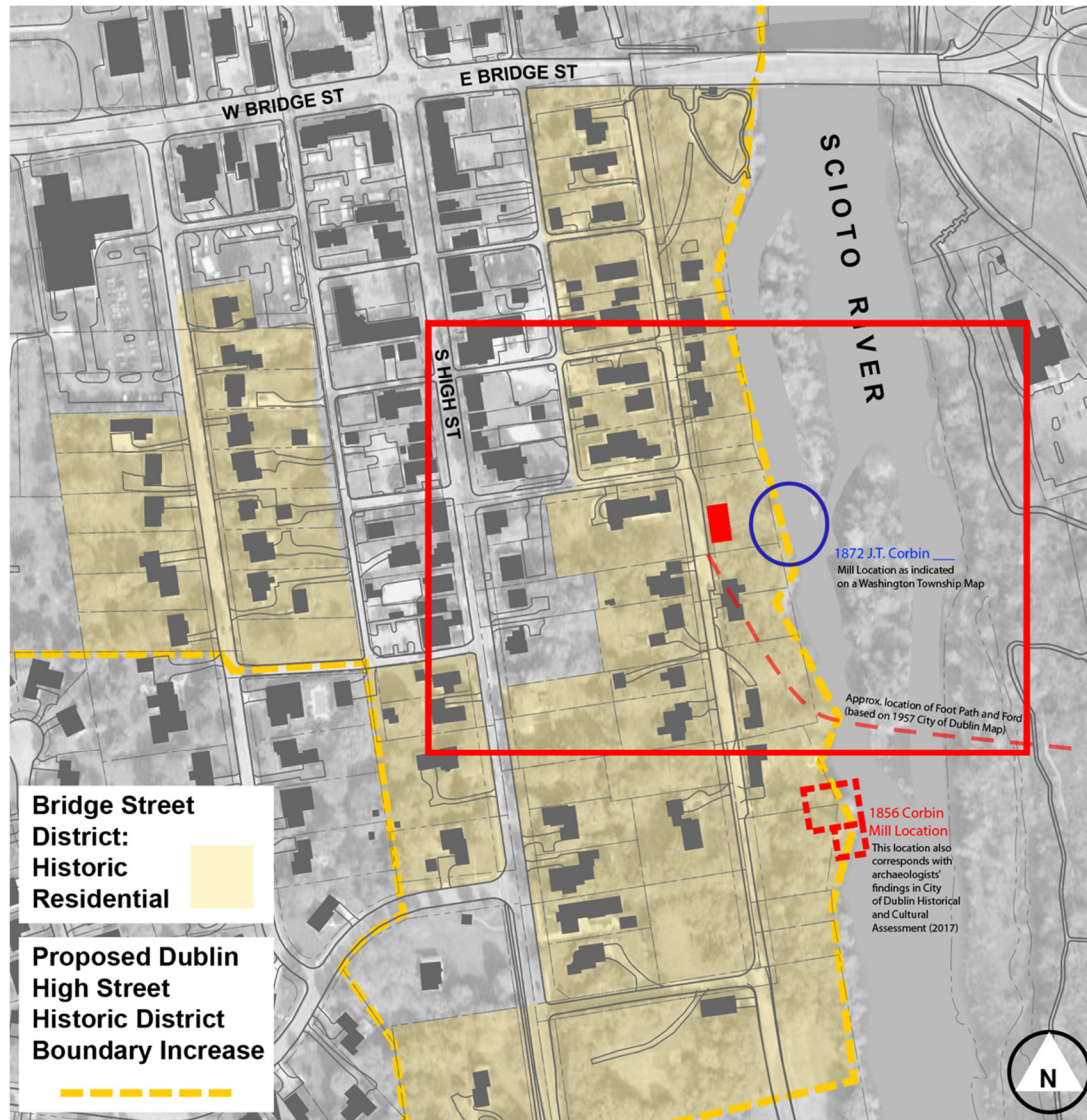 E BRIDGE ST
W BRIDGE ST
SCIOTO RIVER
S HIGH ST
1872 J.T. Corbin ___
Mill Location as indicated
on a Washington Township Map
Approx. location of Foot Path and Ford
(based on 1957 City of Dublin Map)
1856 Corbin
Mill Location
This location also
corresponds with
archaeologists'
findings in City
of Dublin Historical
and Cultural
Assessment (2017)
Bridge Street
District:
Historic
Residential
Proposed Dublin
High Street
Historic District
Boundary Increase
N